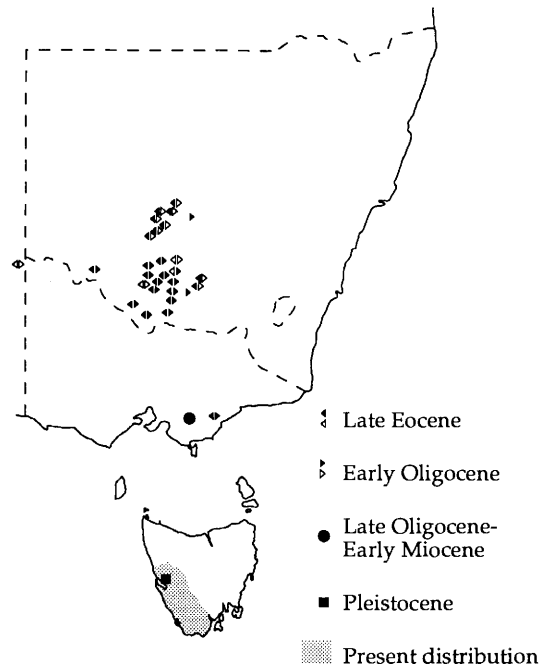 Late Eocene
Early Oligocene
Late Oligocene-
Early Miocene
Pleistocene
Present distribution